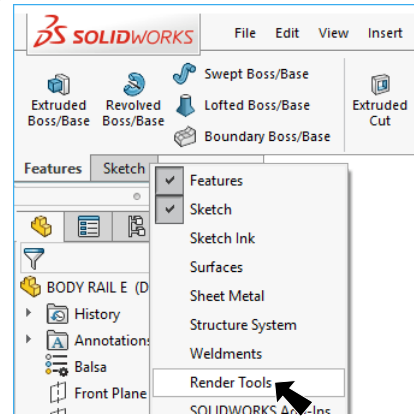 SOLIDWORKS File Edit View Insert
Swept Boss/Base
Extruded Boss/Base
Revolved Boss/Base
Lofted Boss/Base
Extruded Cut
Boundary Boss/Base
Features Sketch
Features
Sketch
Sketch Ink
Surfaces
Sheet Metal
Structure System
Weldments
Render Tools
SOLIDWORKS
BODY RAIL E (D
History
Annotations
Balsa
Front Plane